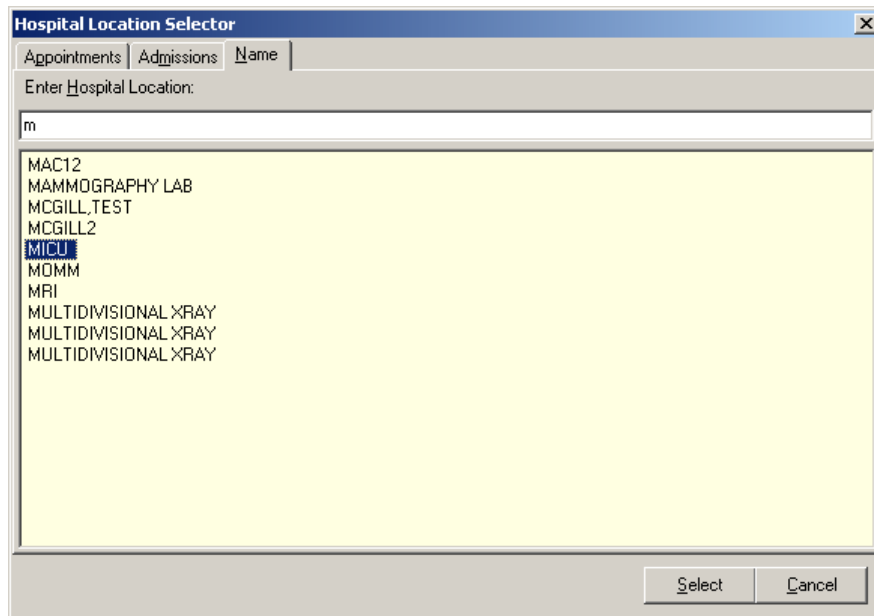 Hospital Location Selector
Appointments Admissions Name
Enter Hospital Location:
m
MAC12
MAMMOGRAPHY LAB
MCGILL,TEST
MCGILL2
MICU
MOMM
MRI
MULTIDIVISIONAL XRAY
MULTIDIVISIONAL XRAY
MULTIDIVISIONAL XRAY
Select Cancel